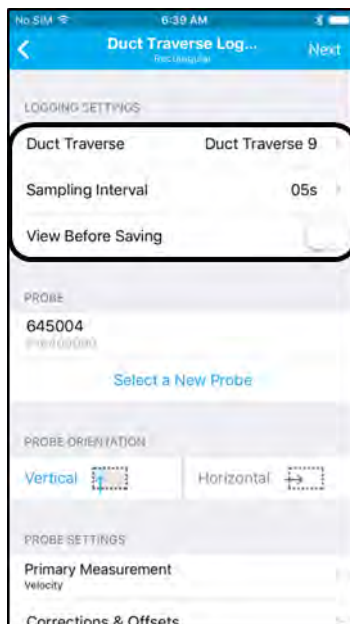 No SIM 6:39 AM
Duct Traverse Log... Next
Rectangular
LOGGING SETTINGS
Duct Traverse Duct Traverse 9
Sampling Interval 05s
View Before Saving
PROBE
645004
Select a New Probe
PROBE ORIENTATION
Vertical Horizontal
PROBE SETTINGS
Primary Measurement
Velocity
Corrections & Offsets